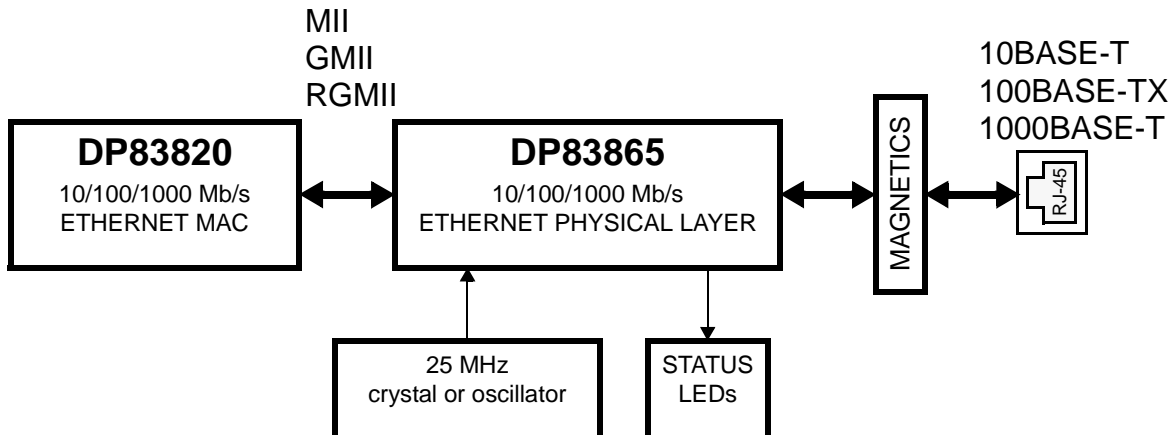 MII
GMII
RGMII
10BASE-T
100BASE-TX
1000BASE-T
DP83820
10/100/1000 Mb/s
ETHERNET MAC
DP83865
10/100/1000 Mb/s
ETHERNET PHYSICAL LAYER
MAGNETICS
RJ-45
25 MHz
crystal or oscillator
STATUS
LEDs